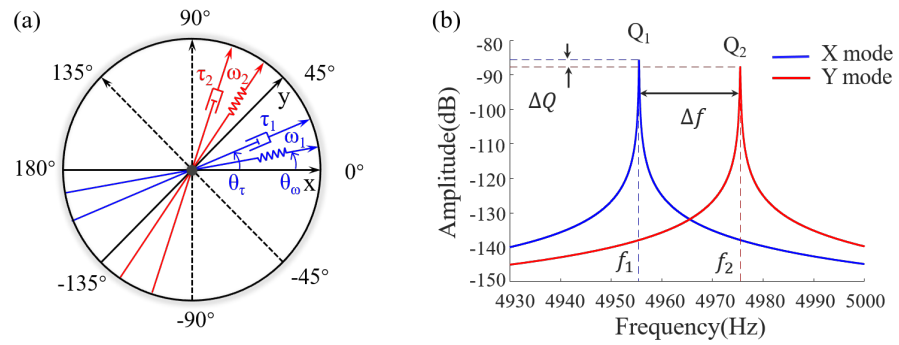 (a)
90°
135°
45°
τ₂
ω₂
y
τ₁
ω₁
180°
θτ
θω
x
0°
-135°
-45°
-90°
(b)
Q₁
Q₂
X mode
Y mode
ΔQ
Δf
f₁
f₂
Amplitude(dB)
-80
-90
-100
-110
-120
-130
-140
-150
4930 4940 4950 4960 4970 4980 4990 5000
Frequency(Hz)